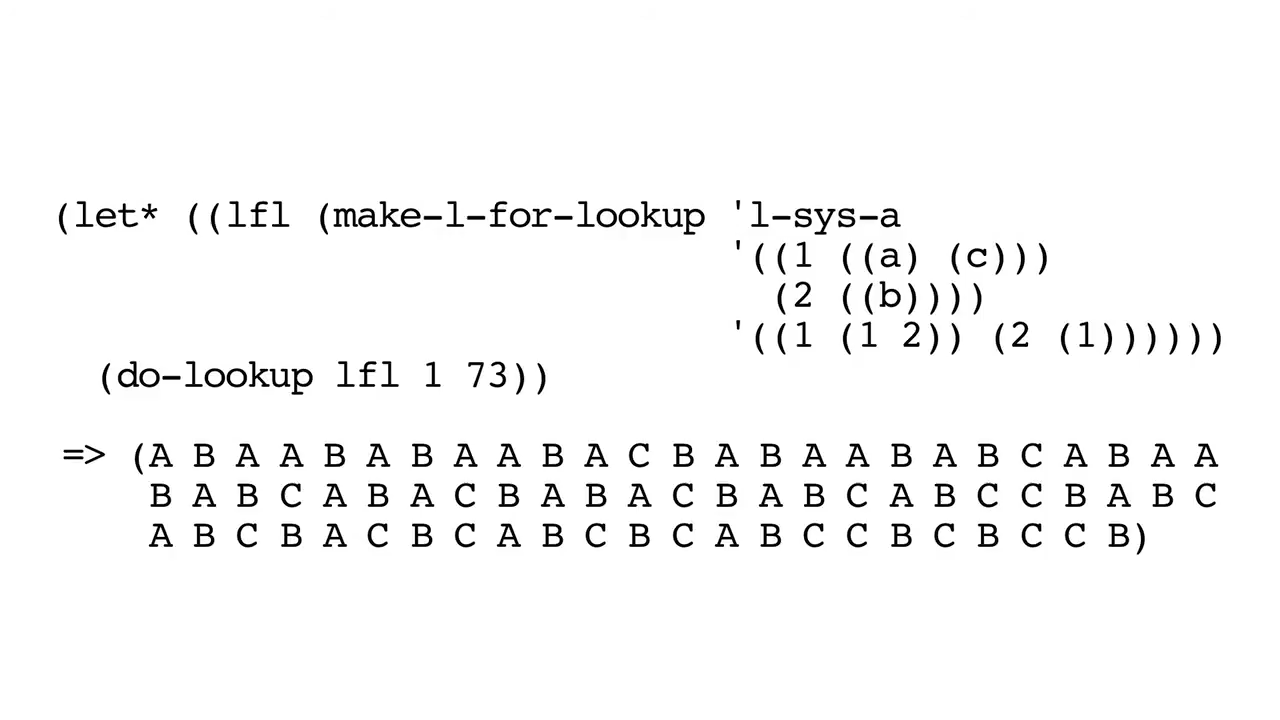 (let* ((lfl (make-l-for-lookup 'l-sys-a
'((1 ((a) (c)))
(2 ((b))))
'((1 (1 2)) (2 (1))))))
(do-lookup lfl 1 73))
=> (A B A A B A B A A B A C B A B A A B A B C A B A A
B A B C A B A C B A B A C B A B C A B C C B A B C
A B C B A C B C A B C B C A B C C B C B C C B)